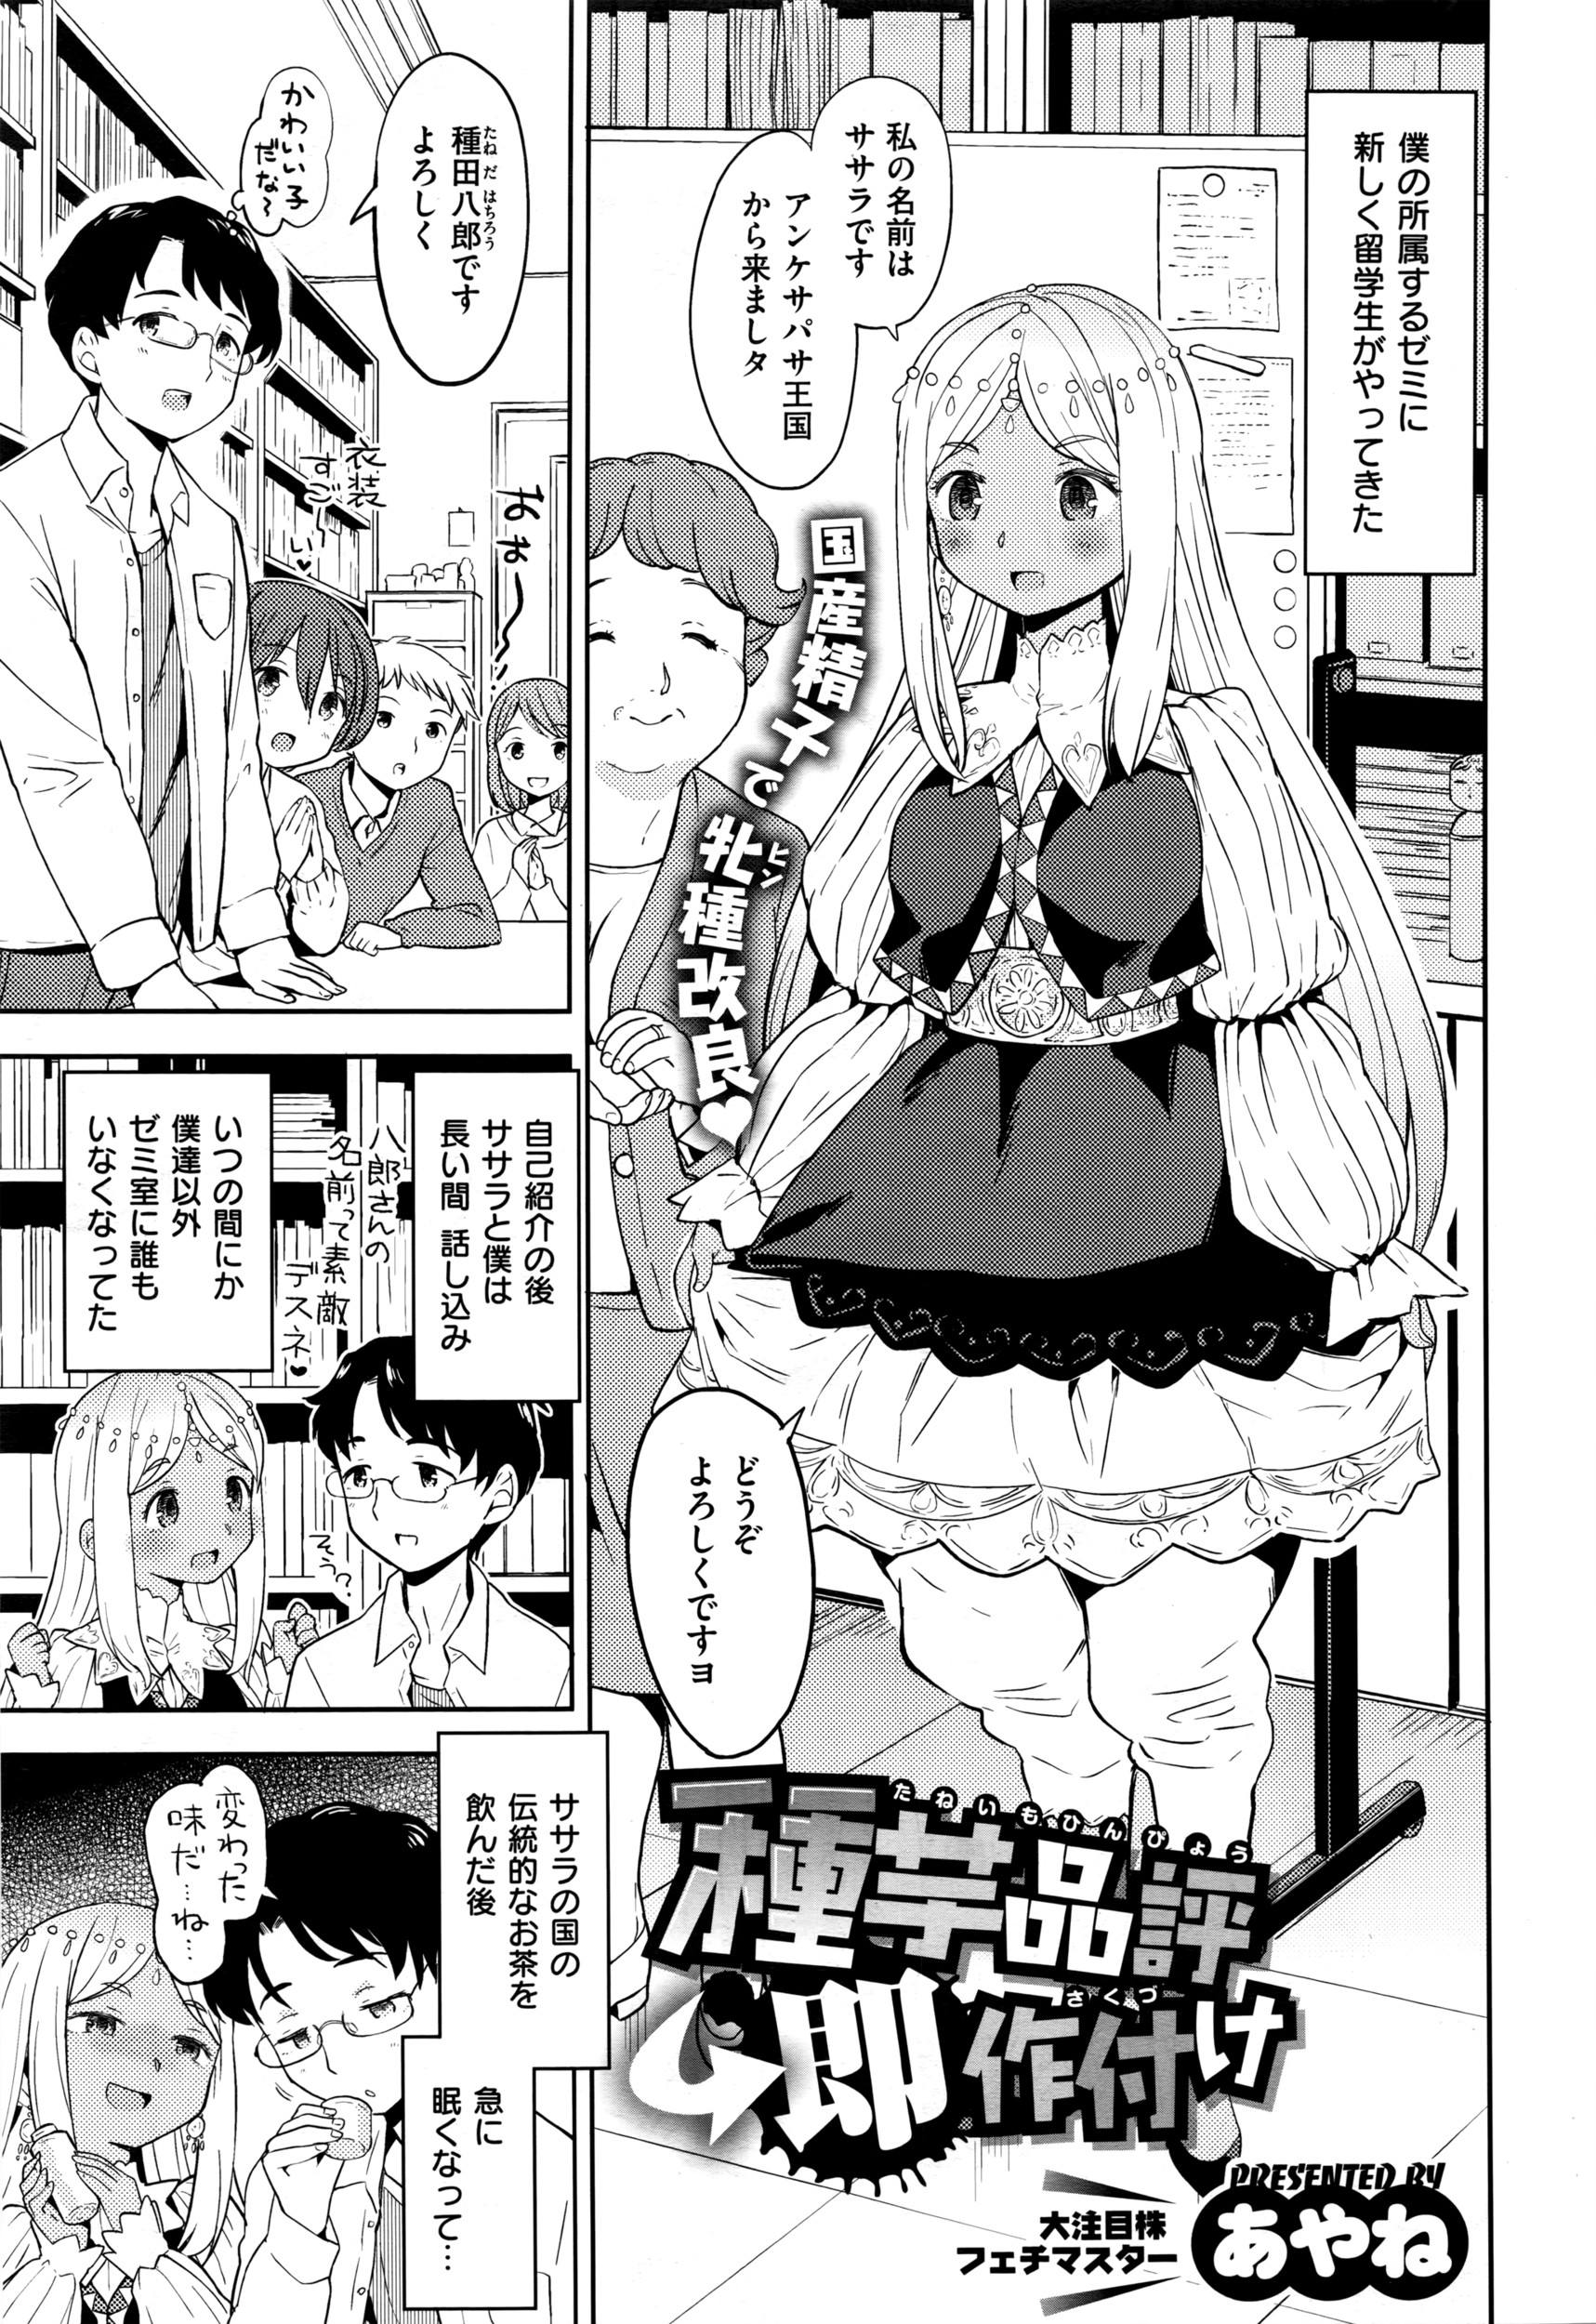 僕の所属するゼミに
新しく留学生がやってきた
私の名前は
ササラです
アンケサパサ王国
から来ましタ
国産精子で牝種改良♥
ヒン
どうぞ
よろしくですヨ
たねいもひんぴょう
種芋品評
即作付け
さくづ
PRESENTED BY
あやね
大注目株
フェチマスター
種田八郎です
たねだはちろう
よろしく
かわいい子
だな〜
おぉ〜〜
衣装
すごーい♥
自己紹介の後
ササラと僕は
長い間 話し込み
八郎さんの
名前って素敵
デスネ♥
そう?
いつの間にか
僕達以外
ゼミ室に誰も
いなくなってた
ササラの国の
伝統的なお茶を
飲んだ後
変わった
味だ…ね…
急に
眠くなって…